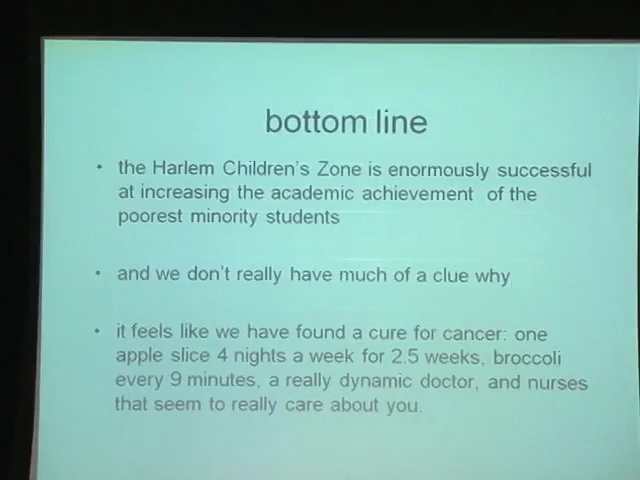 bottom line
• the Harlem Children's Zone is enormously successful
at increasing the academic achievement of the
poorest minority students
• and we don't really have much of a clue why
• it feels like we have found a cure for cancer: one
apple slice 4 nights a week for 2.5 weeks, broccoli
every 9 minutes, a really dynamic doctor, and nurses
that seem to really care about you.